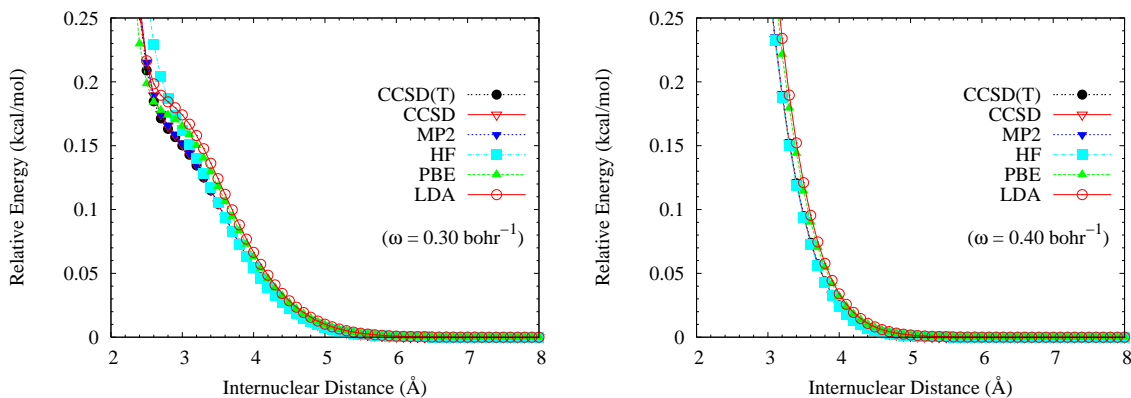 0.25
0.2
0.15
0.1
0.05
0
Relative Energy (kcal/mol)
CCSD(T)
CCSD
MP2
HF
PBE
LDA
(ω = 0.30 bohr⁻¹)
2 3 4 5 6 7 8
Internuclear Distance (Å)
0.25
0.2
0.15
0.1
0.05
0
Relative Energy (kcal/mol)
CCSD(T)
CCSD
MP2
HF
PBE
LDA
(ω = 0.40 bohr⁻¹)
2 3 4 5 6 7 8
Internuclear Distance (Å)